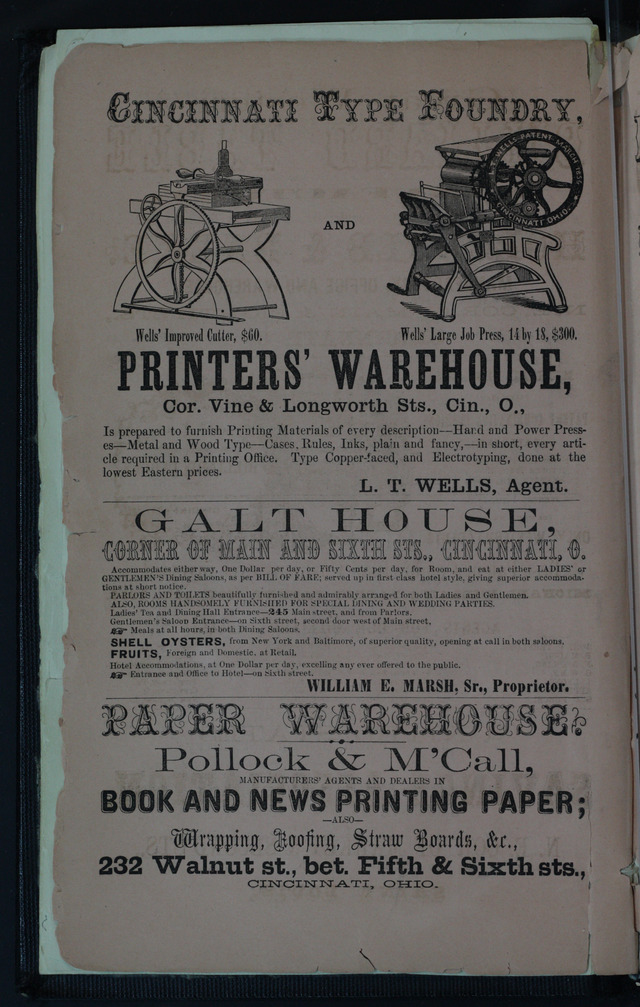 CINCINNATI TYPE FOUNDRY,
WELLS' PATENT, MARCH 1855
CINCINNATI OHIO.
AND
Wells' Improved Cutter, $60.
Wells' Large Job Press, 14 by 18, $300.
PRINTERS' WAREHOUSE,
Cor. Vine & Longworth Sts., Cin., O.,
Is prepared to furnish Printing Materials of every description—Hand and Power Press-
es—Metal and Wood Type—Cases, Rules, Inks, plain and fancy,—in short, every arti-
cle required in a Printing Office. Type Copper-faced, and Electrotyping, done at the
lowest Eastern prices.
L. T. WELLS, Agent.
GALT HOUSE,
CORNER OF MAIN AND SIXTH STS., CINCINNATI, O.
Accommodates either way, One Dollar per day, or Fifty Cents per day, for Room, and eat at either LADIES' or
GENTLEMEN'S Dining Saloons, as per BILL OF FARE; served up in first class hotel style, giving superior accommoda-
tions at short notice.
PARLORS AND TOILETS beautifully furnished and admirably arranged for both Ladies and Gentlemen.
ALSO, ROOMS HANDSOMELY FURNISHED FOR SPECIAL DINING AND WEDDING PARTIES.
Ladies' Tea and Dining Hall Entrance—245 Main street, and from Parlors.
Gentlemen's Saloon Entrance—on Sixth street, second door west of Main street,
☞ Meals at all hours, in both Dining Saloons.
SHELL OYSTERS, from New York and Baltimore, of superior quality, opening at call in both saloons.
FRUITS, Foreign and Domestic, at Retail.
Hotel Accommodations, at One Dollar per day, excelling any ever offered to the public.
☞ Entrance and Office to Hotel—on Sixth street.
WILLIAM E. MARSH, Sr., Proprietor.
PAPER WAREHOUSE.
Pollock & M'Call,
MANUFACTURERS' AGENTS AND DEALERS IN
BOOK AND NEWS PRINTING PAPER;
—ALSO—
Wrapping, Roofing, Straw Boards, &c.,
232 Walnut st., bet. Fifth & Sixth sts.,
CINCINNATI, OHIO.